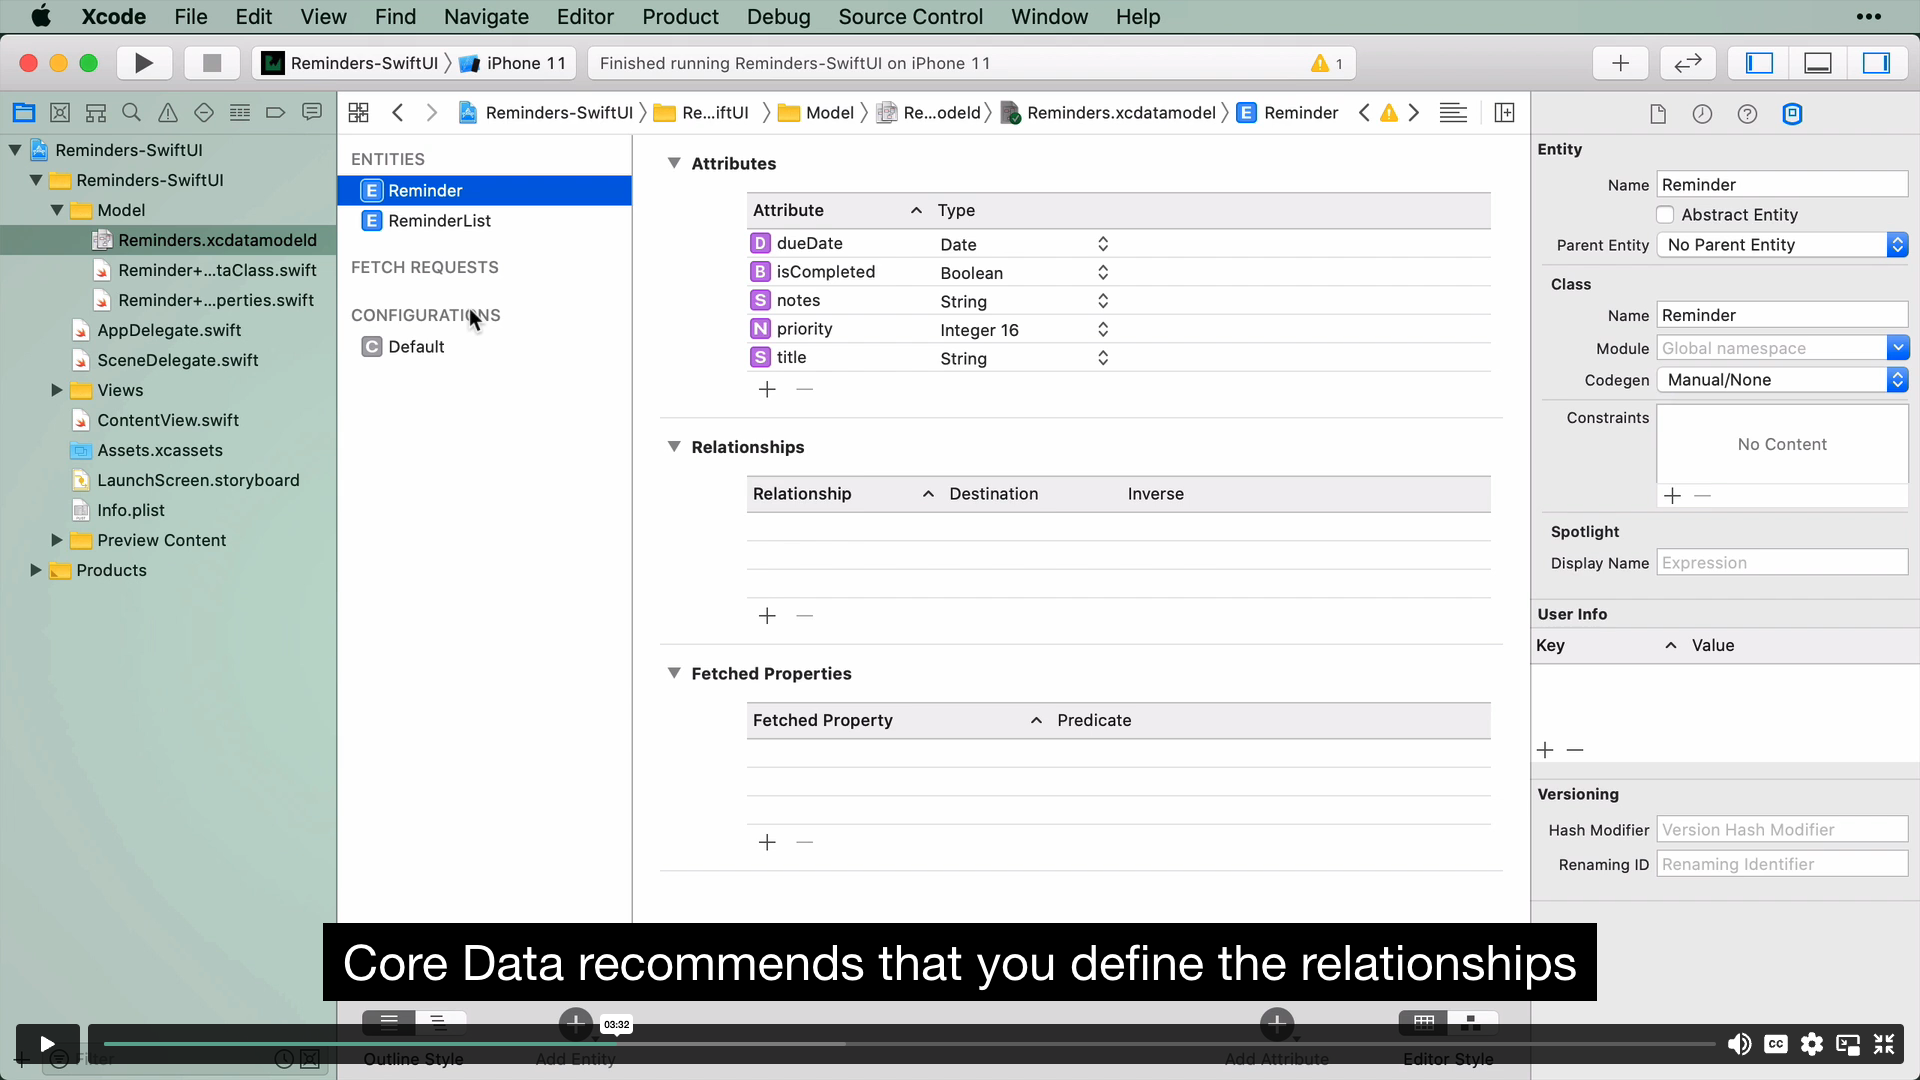 Xcode File Edit View Find Navigate Editor Product Debug Source Control Window Help •••
Reminders-SwiftUI iPhone 11
Finished running Reminders-SwiftUI on iPhone 11
1
Reminders-SwiftUI
Reminders-SwiftUI
Model
Reminders.xcdatamodeld
Reminder+...taClass.swift
Reminder+...perties.swift
AppDelegate.swift
SceneDelegate.swift
Views
ContentView.swift
Assets.xcassets
LaunchScreen.storyboard
Info.plist
Preview Content
Products
Filter
Reminders-SwiftUI Re...iftUI Model Re...odeld Reminders.xcdatamodel E Reminder
ENTITIES
E Reminder
E ReminderList
FETCH REQUESTS
CONFIGURATIONS
C Default
Attributes
Attribute Type
D dueDate Date
B isCompleted Boolean
S notes String
N priority Integer 16
S title String
Relationships
Relationship Destination Inverse
Fetched Properties
Fetched Property Predicate
Entity
Name Reminder
Abstract Entity
Parent Entity No Parent Entity
Class
Name Reminder
Module Global namespace
Codegen Manual/None
Constraints
No Content
Spotlight
Display Name Expression
User Info
Key Value
Versioning
Hash Modifier Version Hash Modifier
Renaming ID Renaming Identifier
Core Data recommends that you define the relationships
03:32
Outline Style
Add Entity
Add Attribute
Editor Style
CC